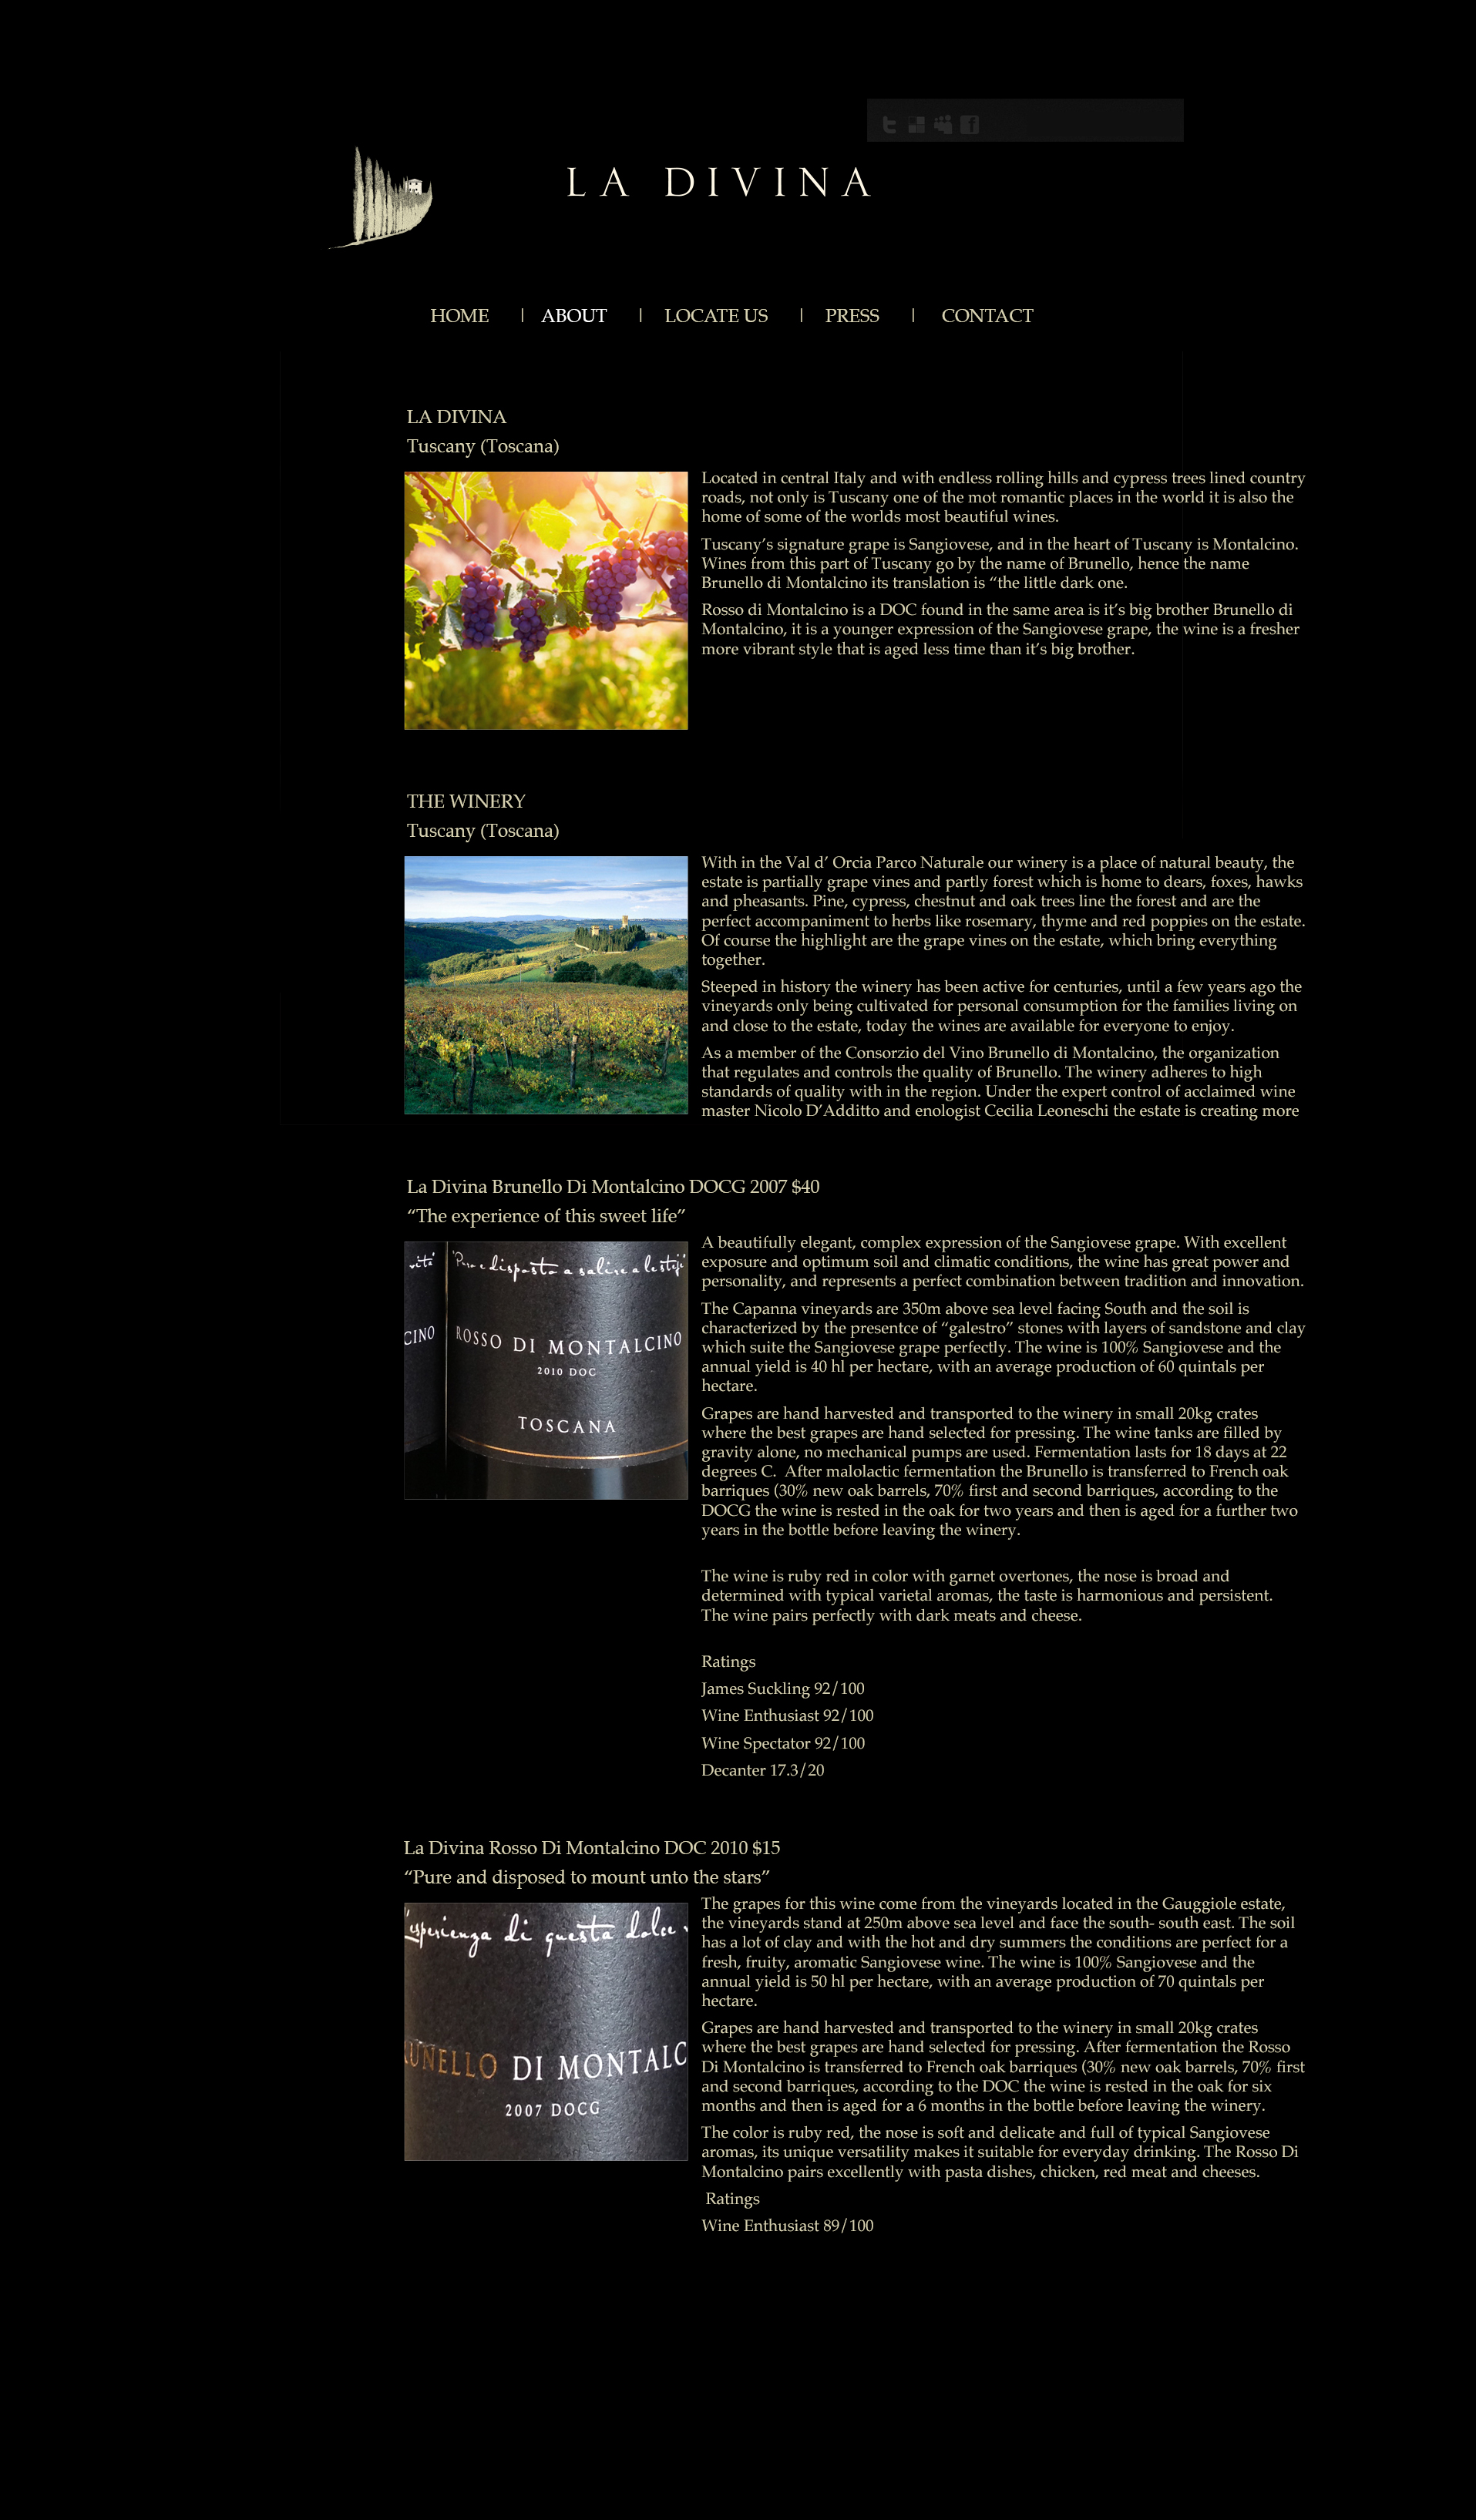 LA DIVINA
HOME | ABOUT | LOCATE US | PRESS | CONTACT
LA DIVINA
Tuscany (Toscana)
Located in central Italy and with endless rolling hills and cypress trees lined country
roads, not only is Tuscany one of the mot romantic places in the world it is also the
home of some of the worlds most beautiful wines.
Tuscany’s signature grape is Sangiovese, and in the heart of Tuscany is Montalcino.
Wines from this part of Tuscany go by the name of Brunello, hence the name
Brunello di Montalcino its translation is “the little dark one.
Rosso di Montalcino is a DOC found in the same area is it’s big brother Brunello di
Montalcino, it is a younger expression of the Sangiovese grape, the wine is a fresher
more vibrant style that is aged less time than it’s big brother.
THE WINERY
Tuscany (Toscana)
With in the Val d’ Orcia Parco Naturale our winery is a place of natural beauty, the
estate is partially grape vines and partly forest which is home to dears, foxes, hawks
and pheasants. Pine, cypress, chestnut and oak trees line the forest and are the
perfect accompaniment to herbs like rosemary, thyme and red poppies on the estate.
Of course the highlight are the grape vines on the estate, which bring everything
together.
Steeped in history the winery has been active for centuries, until a few years ago the
vineyards only being cultivated for personal consumption for the families living on
and close to the estate, today the wines are available for everyone to enjoy.
As a member of the Consorzio del Vino Brunello di Montalcino, the organization
that regulates and controls the quality of Brunello. The winery adheres to high
standards of quality with in the region. Under the expert control of acclaimed wine
master Nicolo D’Additto and enologist Cecilia Leoneschi the estate is creating more
La Divina Brunello Di Montalcino DOCG 2007 $40
“The experience of this sweet life”
vita"
"Puro e disposto a salire a le stelle
CINO
ROSSO DI MONTALCINO
2010 DOC
TOSCANA
A beautifully elegant, complex expression of the Sangiovese grape. With excellent
exposure and optimum soil and climatic conditions, the wine has great power and
personality, and represents a perfect combination between tradition and innovation.
The Capanna vineyards are 350m above sea level facing South and the soil is
characterized by the presentce of “galestro” stones with layers of sandstone and clay
which suite the Sangiovese grape perfectly. The wine is 100% Sangiovese and the
annual yield is 40 hl per hectare, with an average production of 60 quintals per
hectare.
Grapes are hand harvested and transported to the winery in small 20kg crates
where the best grapes are hand selected for pressing. The wine tanks are filled by
gravity alone, no mechanical pumps are used. Fermentation lasts for 18 days at 22
degrees C.  After malolactic fermentation the Brunello is transferred to French oak
barriques (30% new oak barrels, 70% first and second barriques, according to the
DOCG the wine is rested in the oak for two years and then is aged for a further two
years in the bottle before leaving the winery.
The wine is ruby red in color with garnet overtones, the nose is broad and
determined with typical varietal aromas, the taste is harmonious and persistent.
The wine pairs perfectly with dark meats and cheese.
Ratings
James Suckling 92/100
Wine Enthusiast 92/100
Wine Spectator 92/100
Decanter 17.3/20
La Divina Rosso Di Montalcino DOC 2010 $15
“Pure and disposed to mount unto the stars”
L'esperienza di questa dolce v
RUNELLO DI MONTALC
2007 DOCG
The grapes for this wine come from the vineyards located in the Gauggiole estate,
the vineyards stand at 250m above sea level and face the south- south east. The soil
has a lot of clay and with the hot and dry summers the conditions are perfect for a
fresh, fruity, aromatic Sangiovese wine. The wine is 100% Sangiovese and the
annual yield is 50 hl per hectare, with an average production of 70 quintals per
hectare.
Grapes are hand harvested and transported to the winery in small 20kg crates
where the best grapes are hand selected for pressing. After fermentation the Rosso
Di Montalcino is transferred to French oak barriques (30% new oak barrels, 70% first
and second barriques, according to the DOC the wine is rested in the oak for six
months and then is aged for a 6 months in the bottle before leaving the winery.
The color is ruby red, the nose is soft and delicate and full of typical Sangiovese
aromas, its unique versatility makes it suitable for everyday drinking. The Rosso Di
Montalcino pairs excellently with pasta dishes, chicken, red meat and cheeses.
Ratings
Wine Enthusiast 89/100